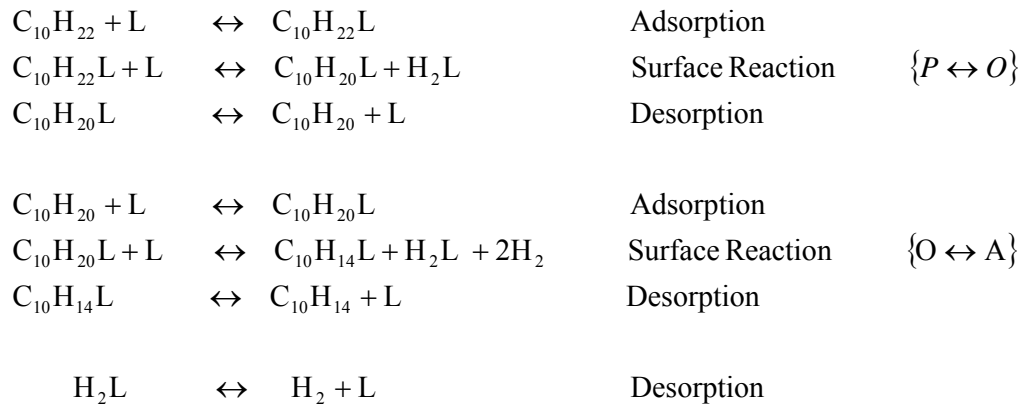 C₁₀H₂₂ + L ↔ C₁₀H₂₂L Adsorption
C₁₀H₂₂L + L ↔ C₁₀H₂₀L + H₂L Surface Reaction {P ↔ O}
C₁₀H₂₀L ↔ C₁₀H₂₀ + L Desorption
C₁₀H₂₀ + L ↔ C₁₀H₂₀L Adsorption
C₁₀H₂₀L + L ↔ C₁₀H₁₄L + H₂L + 2H₂ Surface Reaction {O ↔ A}
C₁₀H₁₄L ↔ C₁₀H₁₄ + L Desorption
H₂L ↔ H₂ + L Desorption